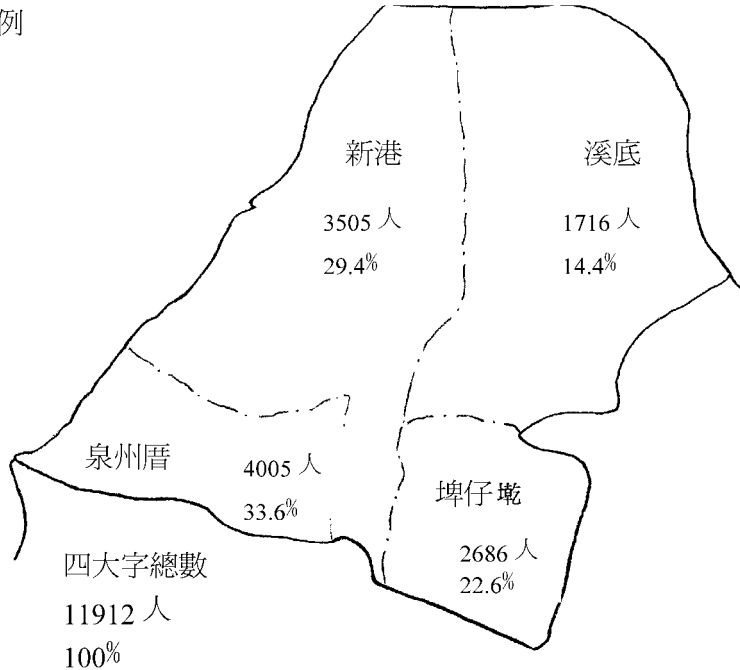 例
新港
3505 人
29.4%
溪底
1716 人
14.4%
泉州厝
4005 人
33.6%
埤仔墘
2686 人
22.6%
四大字總數
11912 人
100%